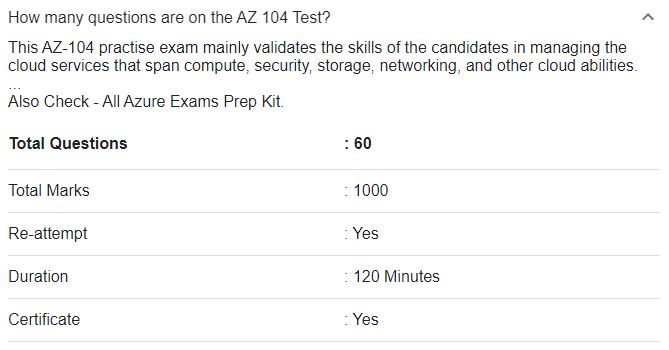 How many questions are on the AZ 104 Test?
This AZ-104 practise exam mainly validates the skills of the candidates in managing the
cloud services that span compute, security, storage, networking, and other cloud abilities.
...
Also Check - All Azure Exams Prep Kit.
Total Questions : 60
Total Marks : 1000
Re-attempt : Yes
Duration : 120 Minutes
Certificate : Yes